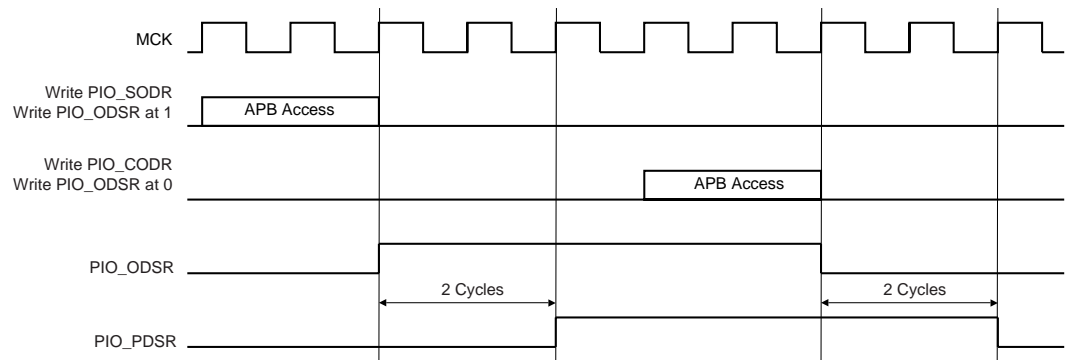 MCK
Write PIO_SODR
Write PIO_ODSR at 1
APB Access
Write PIO_CODR
Write PIO_ODSR at 0
APB Access
PIO_ODSR
2 Cycles
2 Cycles
PIO_PDSR